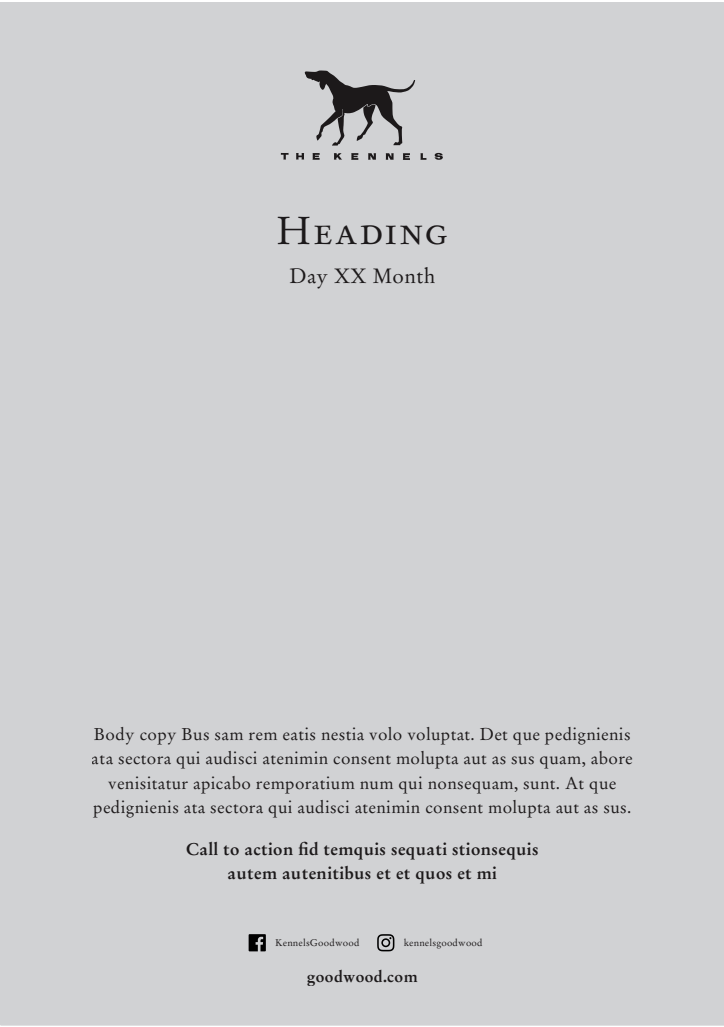 THE KENNELS
HEADING
Day XX Month
Body copy Bus sam rem eatis nestia volo voluptat. Det que pedignienis
ata sectora qui audisci atenimin consent molupta aut as sus quam, abore
venisitatur apicabo remporatium num qui nonsequam, sunt. At que
pedignienis ata sectora qui audisci atenimin consent molupta aut as sus.
Call to action fid temquis sequati stionsequis
autem autenitibus et et quos et mi
KennelsGoodwood kennelsgoodwood
goodwood.com